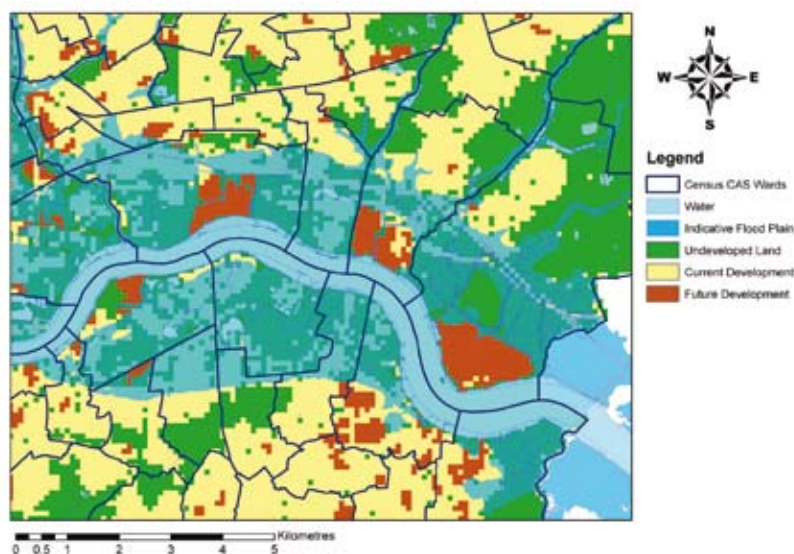 N
W E
S
Legend
Census CAS Wards
Water
Indicative Flood Plain
Undeveloped Land
Current Development
Future Development
Kilometres
0 0.5 1 2 3 4 5